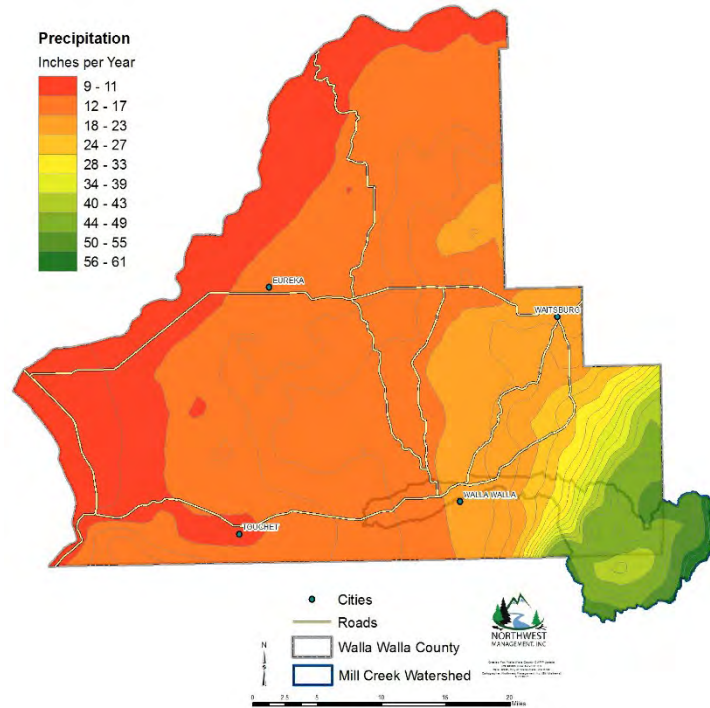 Precipitation
Inches per Year
9 - 11
12 - 17
18 - 23
24 - 27
28 - 33
34 - 39
40 - 43
44 - 49
50 - 55
56 - 61
EUREKA
WAITSBURG
WALLA WALLA
TOUCHET
Cities
Roads
Walla Walla County
Mill Creek Watershed
N
NORTHWEST
MANAGEMENT, INC.
0 2.5 5 10 15 20
Miles